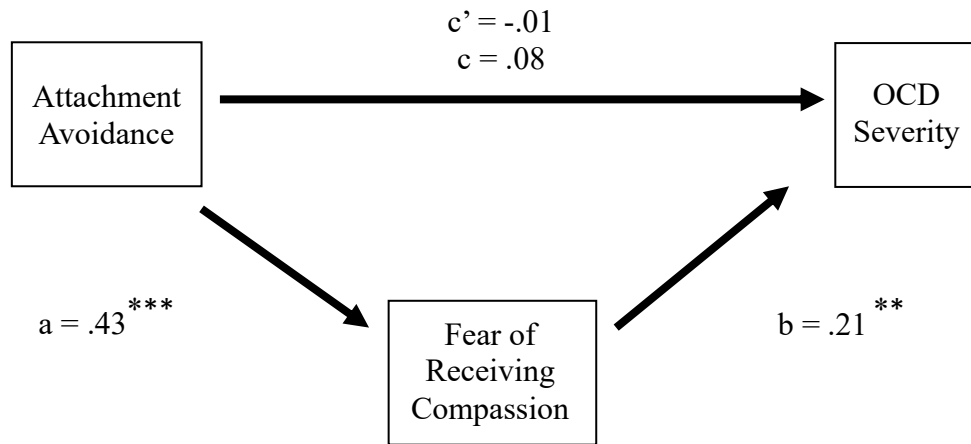 c’ = -.01
c = .08
Attachment
Avoidance
OCD
Severity
a = .43***
Fear of
Receiving
Compassion
b = .21 **